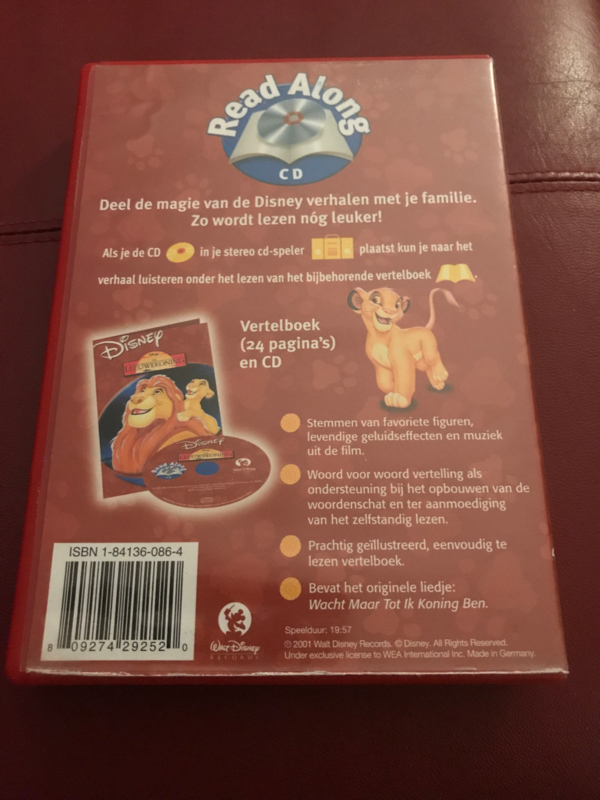 Read Along
CD
Deel de magie van de Disney verhalen met je familie.
Zo wordt lezen nóg leuker!
Als je de CD in je stereo cd-speler plaatst kun je naar het
verhaal luisteren onder het lezen van het bijbehorende vertelboek .
Vertelboek
(24 pagina's)
en CD
Disney
Disney
Read Along
Stemmen van favoriete figuren,
levendige geluidseffecten en muziek
uit de film.
Woord voor woord vertelling als
ondersteuning bij het opbouwen van de
woordenschat en ter aanmoediging
van het zelfstandig lezen.
Prachtig geïllustreerd, eenvoudig te
lezen vertelboek.
Bevat het originele liedje:
Wacht Maar Tot Ik Koning Ben.
ISBN 1-84136-086-4
8 09274 29252 0
Walt Disney
RECORDS
Speelduur: 19:57
℗ 2001 Walt Disney Records. © Disney. All Rights Reserved.
Under exclusive license to WEA International Inc. Made in Germany.